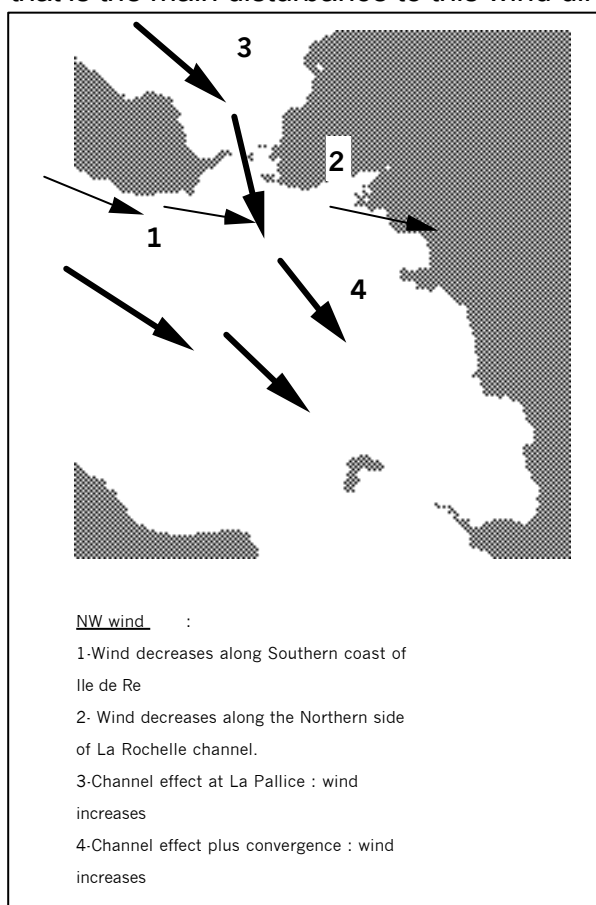 3
2
1
4
NW wind :
1-Wind decreases along Southern coast of
Ile de Re
2- Wind decreases along the Northern side
of La Rochelle channel.
3-Channel effect at La Pallice : wind
increases
4-Channel effect plus convergence : wind
increases